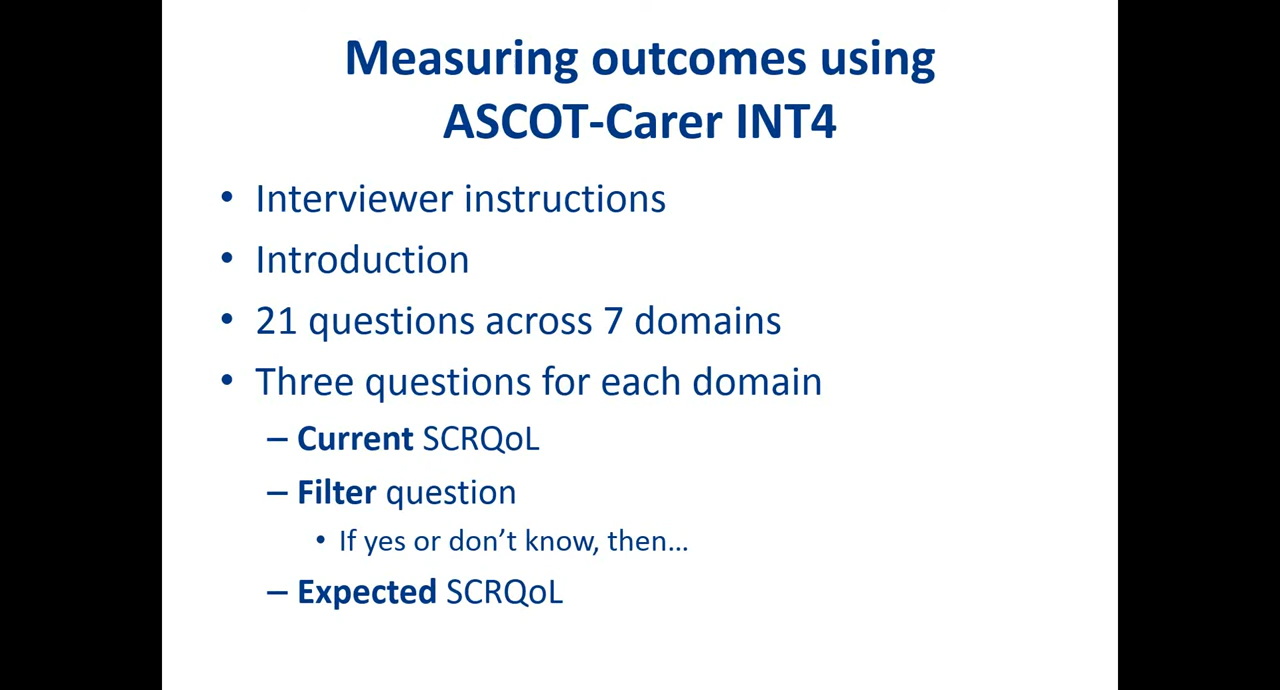 Measuring outcomes using
ASCOT-Carer INT4
• Interviewer instructions
• Introduction
• 21 questions across 7 domains
• Three questions for each domain
– Current SCRQoL
– Filter question
• If yes or don’t know, then…
– Expected SCRQoL